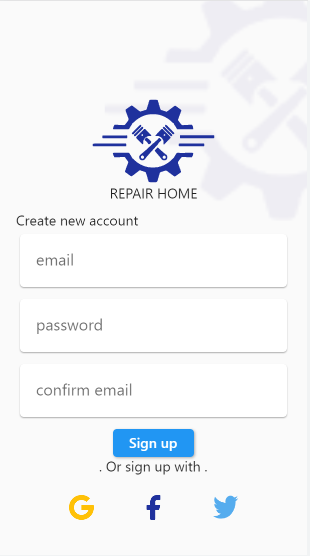 REPAIR HOME
Create new account
email
password
confirm email
Sign up
. Or sign up with .